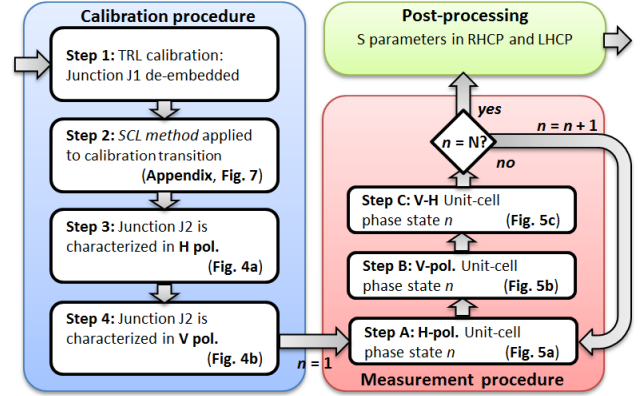 Calibration procedure
Step 1: TRL calibration:
Junction J1 de-embedded
Step 2: SCL method applied
to calibration transition
(Appendix, Fig. 7)
Step 3: Junction J2 is
characterized in H pol.
(Fig. 4a)
Step 4: Junction J2 is
characterized in V pol.
(Fig. 4b)
n = 1
Post-processing
S parameters in RHCP and LHCP
yes
n = N?
n = n + 1
no
Step C: V-H Unit-cell
phase state n (Fig. 5c)
Step B: V-pol. Unit-cell
phase state n (Fig. 5b)
Step A: H-pol. Unit-cell
phase state n (Fig. 5a)
Measurement procedure